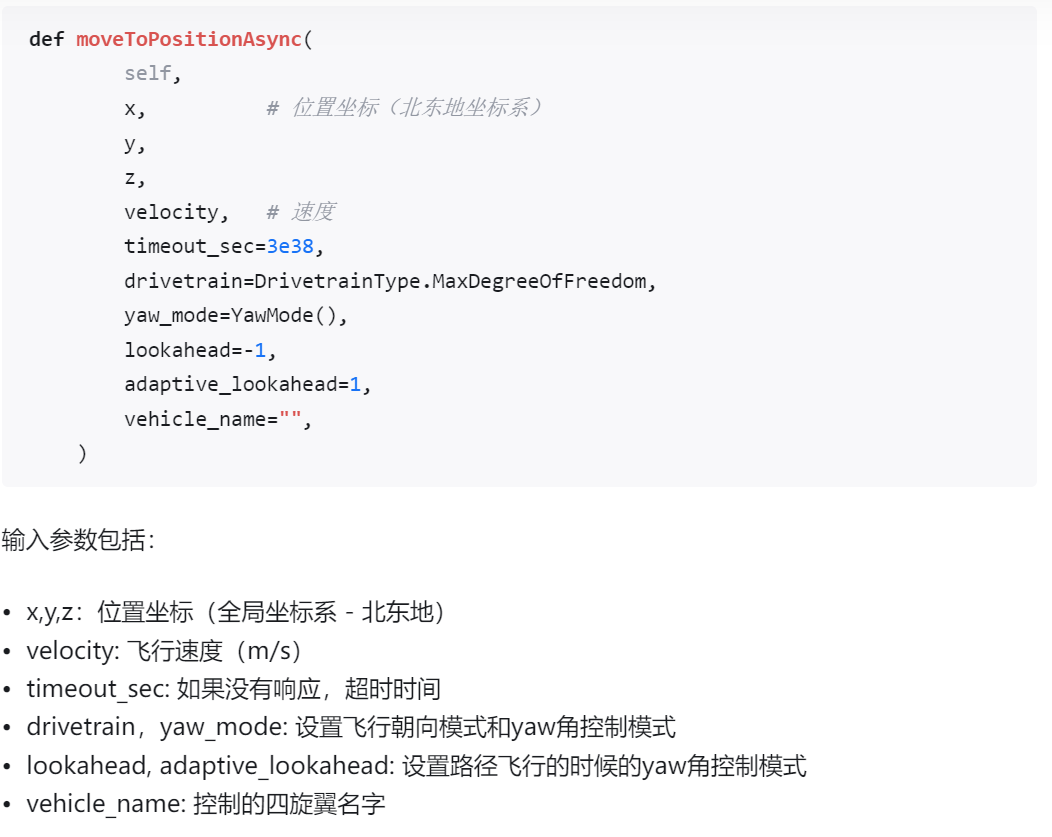 def moveToPositionAsync(
self,
x, # 位置坐标（北东地坐标系）
y,
z,
velocity, # 速度
timeout_sec=3e38,
drivetrain=DrivetrainType.MaxDegreeOfFreedom,
yaw_mode=YawMode(),
lookahead=-1,
adaptive_lookahead=1,
vehicle_name="",
)
输入参数包括：
• x,y,z：位置坐标（全局坐标系 - 北东地）
• velocity: 飞行速度（m/s）
• timeout_sec: 如果没有响应，超时时间
• drivetrain，yaw_mode: 设置飞行朝向模式和yaw角控制模式
• lookahead, adaptive_lookahead: 设置路径飞行的时候的yaw角控制模式
• vehicle_name: 控制的四旋翼名字